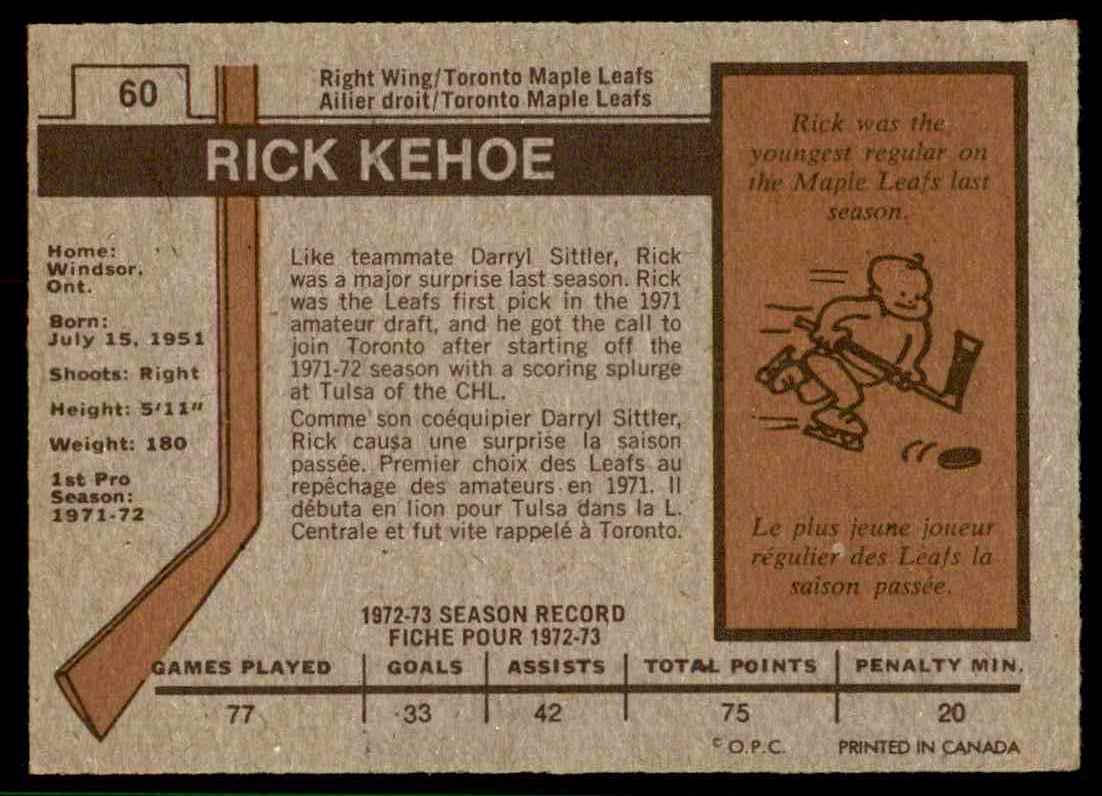 60
Right Wing/Toronto Maple Leafs
Ailier droit/Toronto Maple Leafs
RICK KEHOE
Home:
Windsor,
Ont.
Born:
July 15, 1951
Shoots: Right
Height: 5'11"
Weight: 180
1st Pro
Season:
1971-72
Like teammate Darryl Sittler, Rick
was a major surprise last season. Rick
was the Leafs first pick in the 1971
amateur draft, and he got the call to
join Toronto after starting off the
1971-72 season with a scoring splurge
at Tulsa of the CHL.
Comme son coéquipier Darryl Sittler,
Rick causa une surprise la saison
passée. Premier choix des Leafs au
repêchage des amateurs en 1971. Il
débuta en lion pour Tulsa dans la L.
Centrale et fut vite rappelé à Toronto.
Rick was the
youngest regular on
the Maple Leafs last
season.
Le plus jeune joueur
régulier des Leafs la
saison passée.
1972-73 SEASON RECORD
FICHE POUR 1972-73
GAMES PLAYED GOALS ASSISTS TOTAL POINTS PENALTY MIN.
77 33 42 75 20
© O.P.C. PRINTED IN CANADA